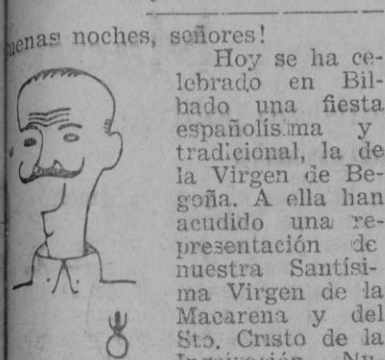 buenas noches, señores!
Hoy se ha ce-
lebrado en Bil-
bado una fiesta
españolísima y
tradicional, la de
la Virgen de Be-
goña. A ella han
acudido una re-
presentación de
nuestra Santísi-
ma Virgen de la
Macarena y del
Sto. Cristo de la